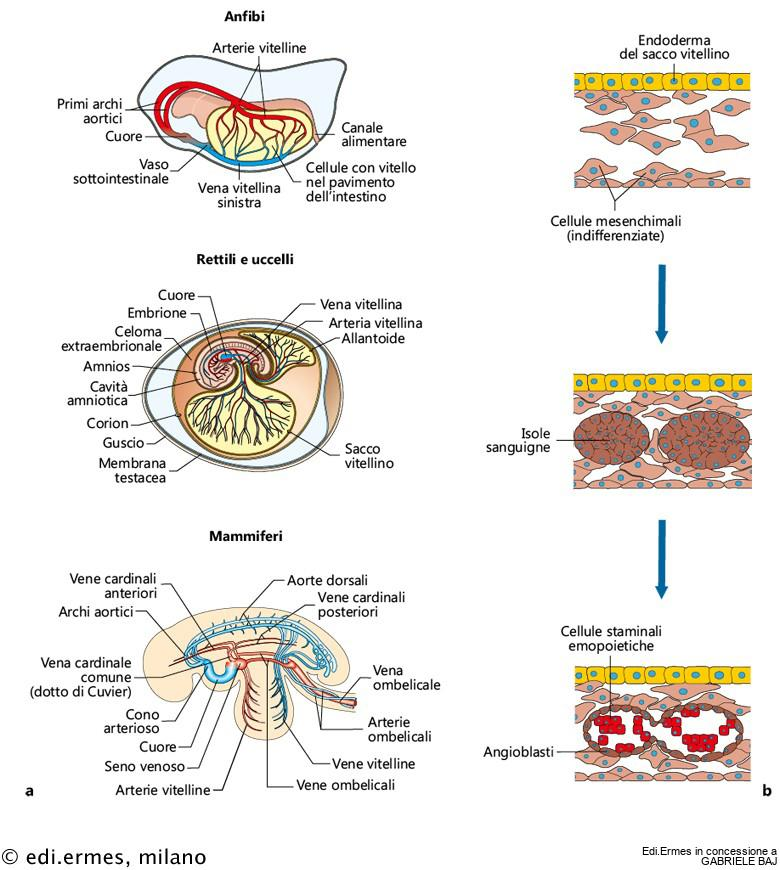 Anfibi
Arterie vitelline
Primi archi
aortici
Cuore
Vaso
sottointestinale
Vena vitellina
sinistra
Canale
alimentare
Cellule con vitello
nel pavimento
dell'intestino
Rettili e uccelli
Cuore
Embrione
Celoma
extraembrionale
Amnios
Cavità
amniotica
Corion
Guscio
Membrana
testacea
Vena vitellina
Arteria vitellina
Allantoide
Sacco
vitellino
Mammiferi
Vene cardinali
anteriori
Archi aortici
Vena cardinale
comune
(dotto di Cuvier)
Cono
arterioso
Cuore
Seno venoso
Arterie vitelline
Aorte dorsali
Vene cardinali
posteriori
Vena
ombelicale
Arterie
ombelicali
Vene vitelline
Vene ombelicali
a
Endoderma
del sacco vitellino
Cellule mesenchimali
(indifferenziate)
Isole
sanguigne
Cellule staminali
emopoietiche
Angioblasti
b
© edi.ermes, milano
Edi.Ermes in concessione a
GABRIELE BAJ